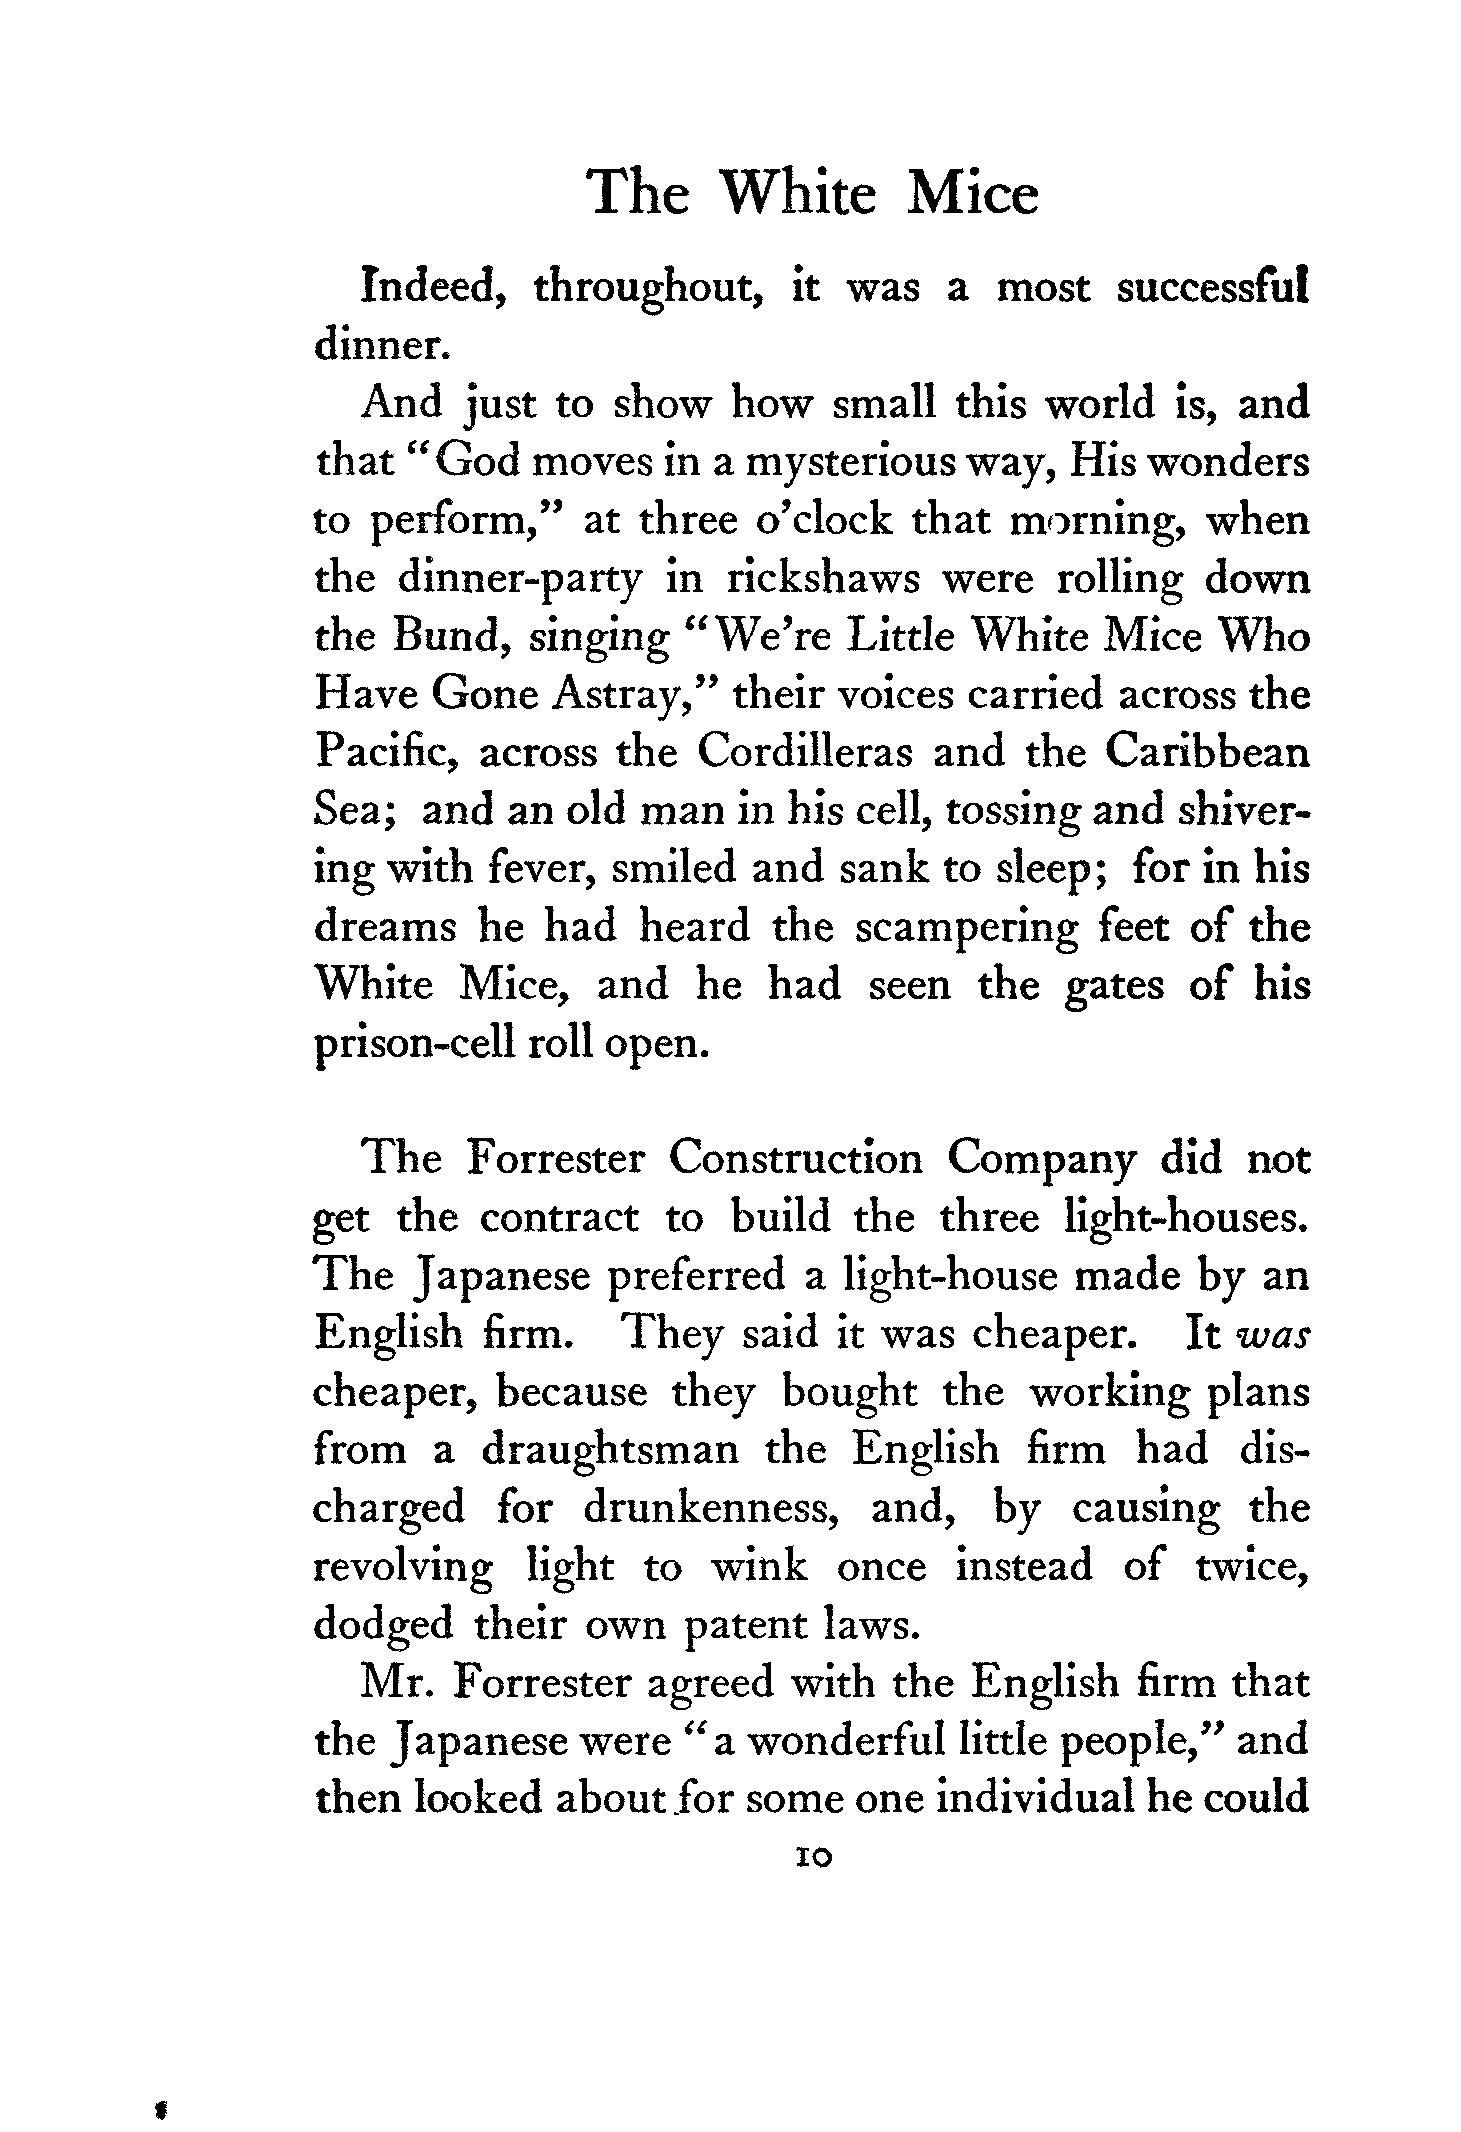 The White Mice
Indeed, throughout, it was a most successful
dinner.
And just to show how small this world is, and
that "God moves in a mysterious way, His wonders
to perform," at three o'clock that morning, when
the dinner-party in rickshaws were rolling down
the Bund, singing "We're Little White Mice Who
Have Gone Astray," their voices carried across the
Pacific, across the Cordilleras and the Caribbean
Sea; and an old man in his cell, tossing and shiver-
ing with fever, smiled and sank to sleep; for in his
dreams he had heard the scampering feet of the
White Mice, and he had seen the gates of his
prison-cell roll open.
The Forrester Construction Company did not
get the contract to build the three light-houses.
The Japanese preferred a light-house made by an
English firm. They said it was cheaper. It was
cheaper, because they bought the working plans
from a draughtsman the English firm had dis-
charged for drunkenness, and, by causing the
revolving light to wink once instead of twice,
dodged their own patent laws.
Mr. Forrester agreed with the English firm that
the Japanese were "a wonderful little people," and
then looked about for some one individual he could
10